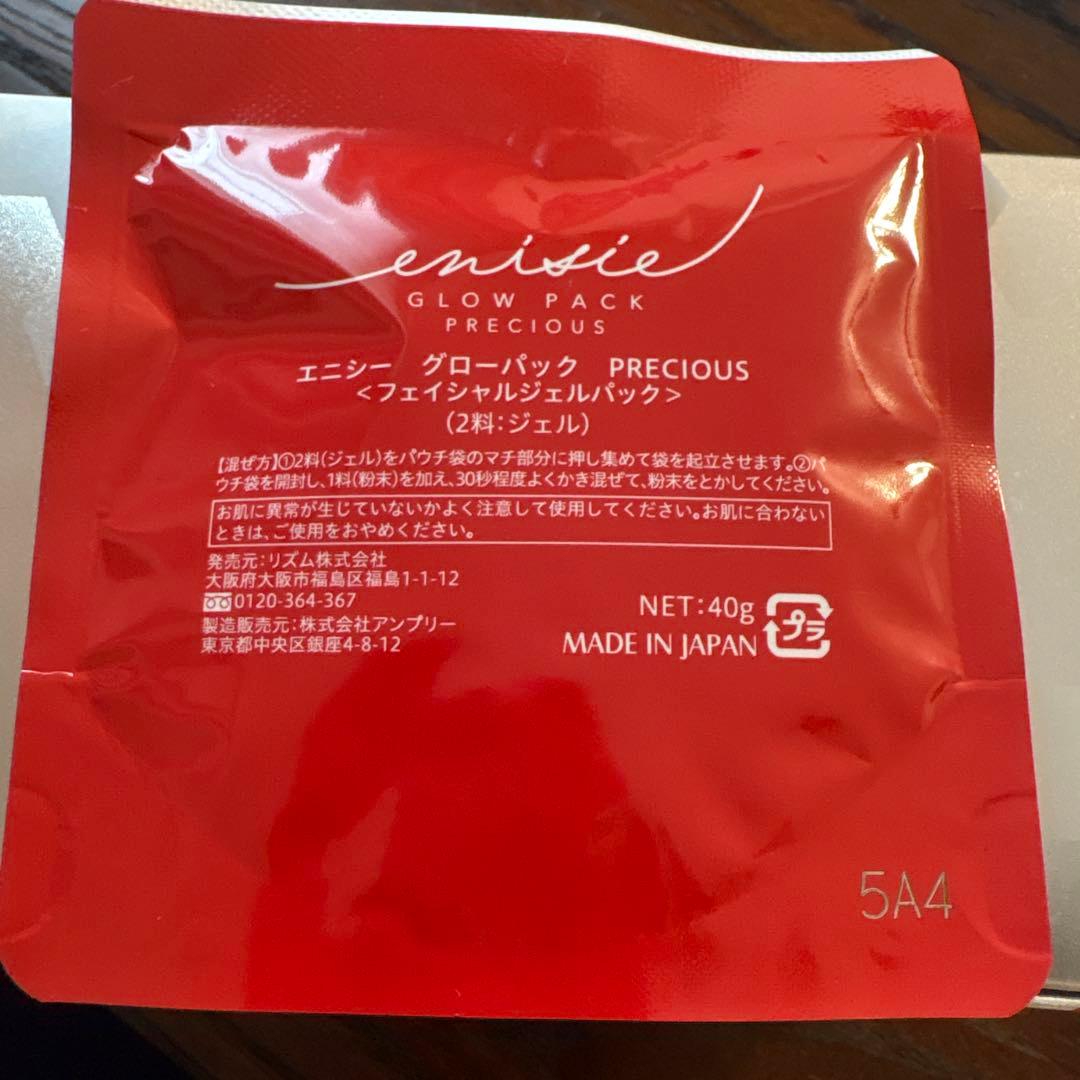 enisie
GLOW PACK
PRECIOUS
エニシー グローパック PRECIOUS
<フェイシャルジェルパック>
(2料:ジェル)
【混ぜ方】①2料(ジェル)をパウチ袋のマチ部分に押し集めて袋を起立させます。②パ
ウチ袋を開封し、1料(粉末)を加え、30秒程度よくかき混ぜて、粉末をとかしてください。
お肌に異常が生じていないかよく注意して使用してください。お肌に合わない
ときは、ご使用をおやめください。
発売元:リズム株式会社
大阪府大阪市福島区福島1-1-12
0120-364-367
製造販売元:株式会社アンプリー
東京都中央区銀座4-8-12
NET:40g
プラ
MADE IN JAPAN
5A4